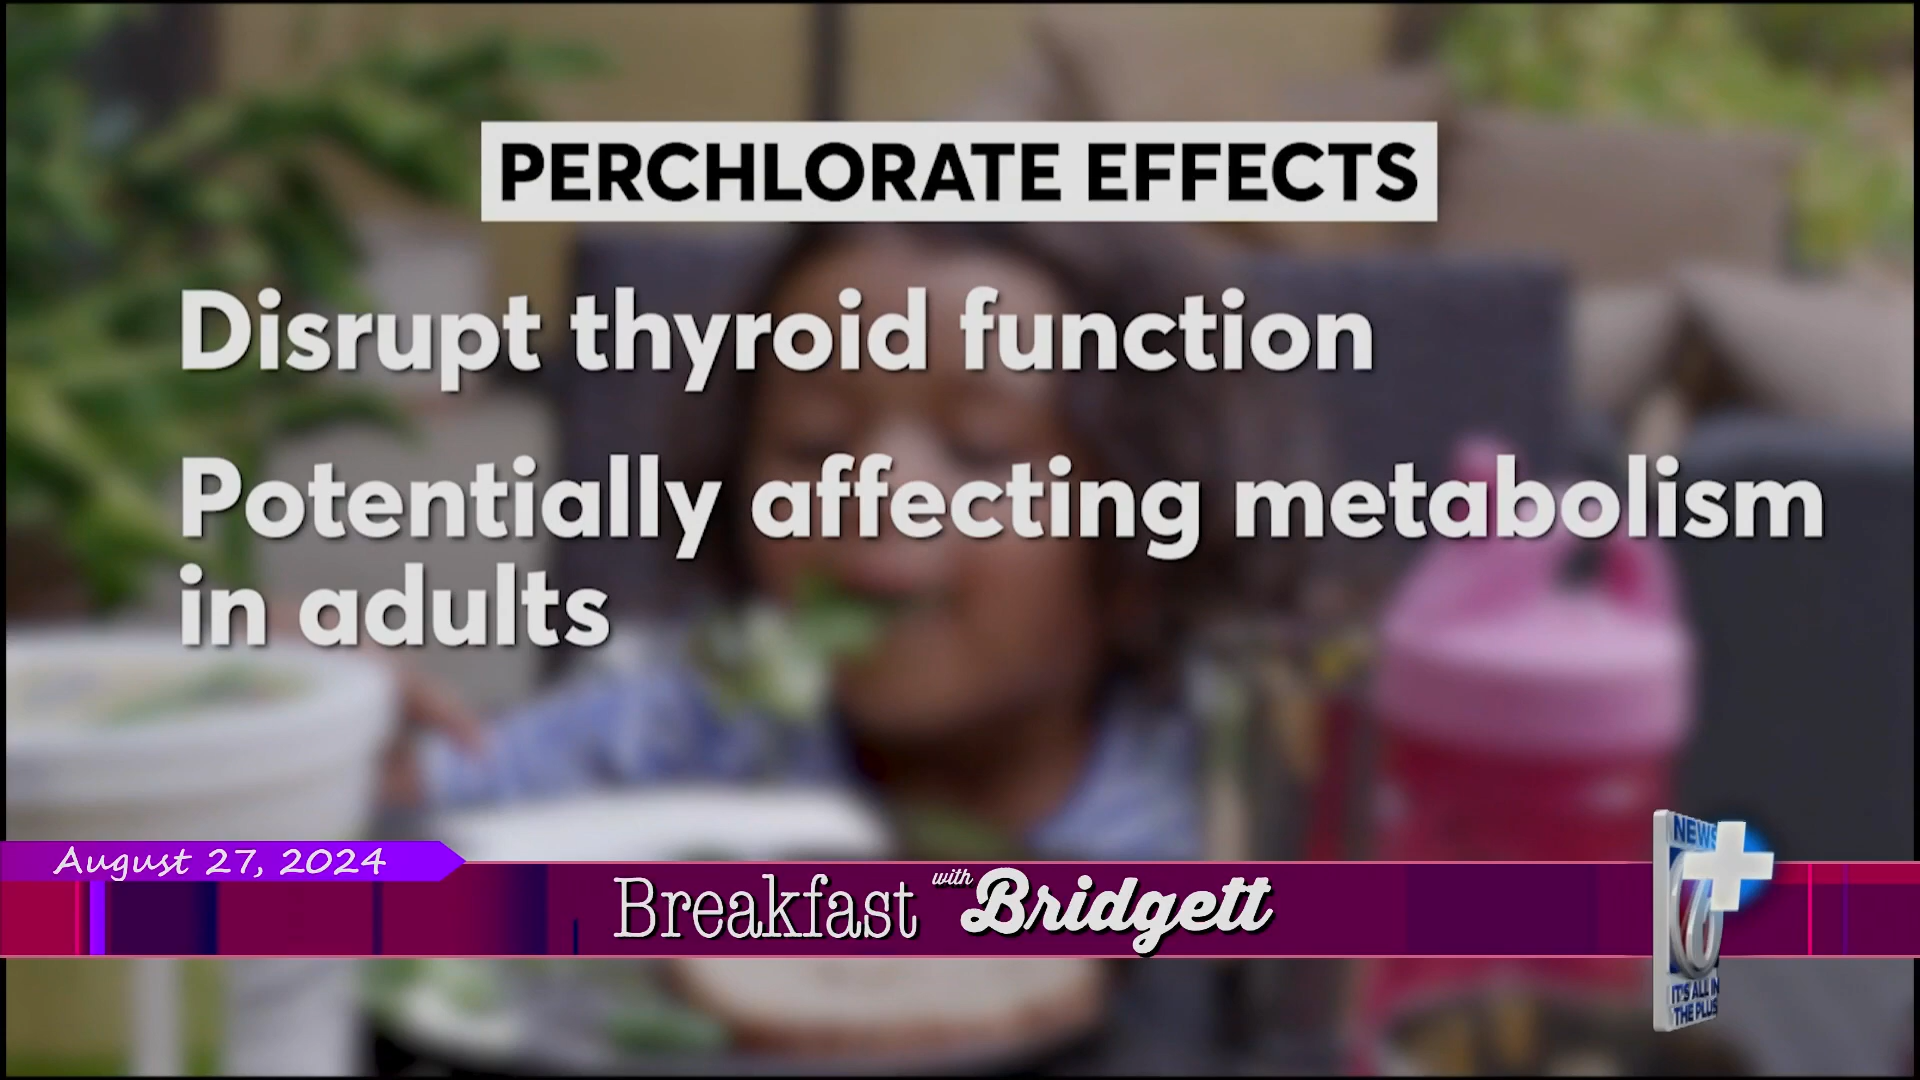 PERCHLORATE EFFECTS
Disrupt thyroid function
Potentially affecting metabolism
in adults
August 27, 2024
Breakfast with Bridgett
NEWS
6+
IT'S ALL IN
THE PLUS